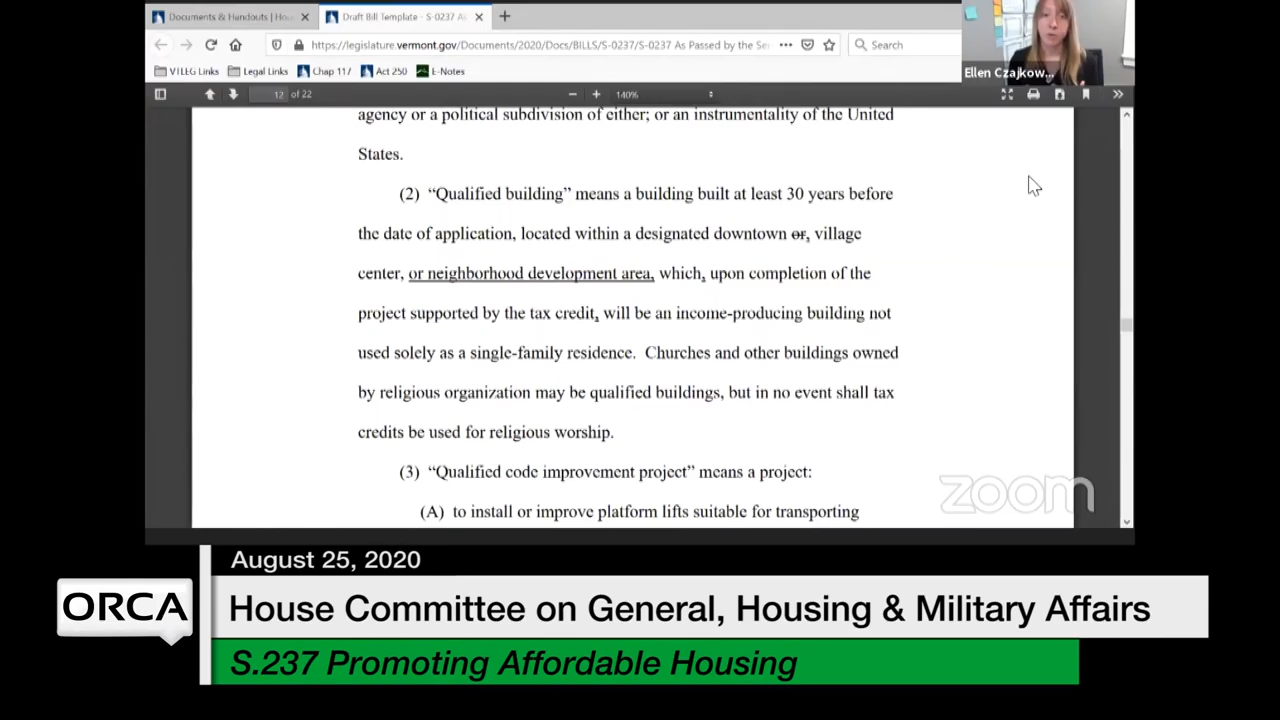 Documents & Handouts | Hou
Draft Bill Template - S-0237 As
https://legislature.vermont.gov/Documents/2020/Docs/BILLS/S-0237/S-0237 As Passed by the Se
Search
Ellen Czajkow...
VTLEG Links
Legal Links
Chap 117
Act 250
E-Notes
12 of 22
140%
agency or a political subdivision of either; or an instrumentality of the United
States.
(2) “Qualified building” means a building built at least 30 years before
the date of application, located within a designated downtown or, village
center, or neighborhood development area, which, upon completion of the
project supported by the tax credit, will be an income-producing building not
used solely as a single-family residence. Churches and other buildings owned
by religious organization may be qualified buildings, but in no event shall tax
credits be used for religious worship.
(3) “Qualified code improvement project” means a project:
(A) to install or improve platform lifts suitable for transporting
zoom
August 25, 2020
ORCA
House Committee on General, Housing & Military Affairs
S.237 Promoting Affordable Housing